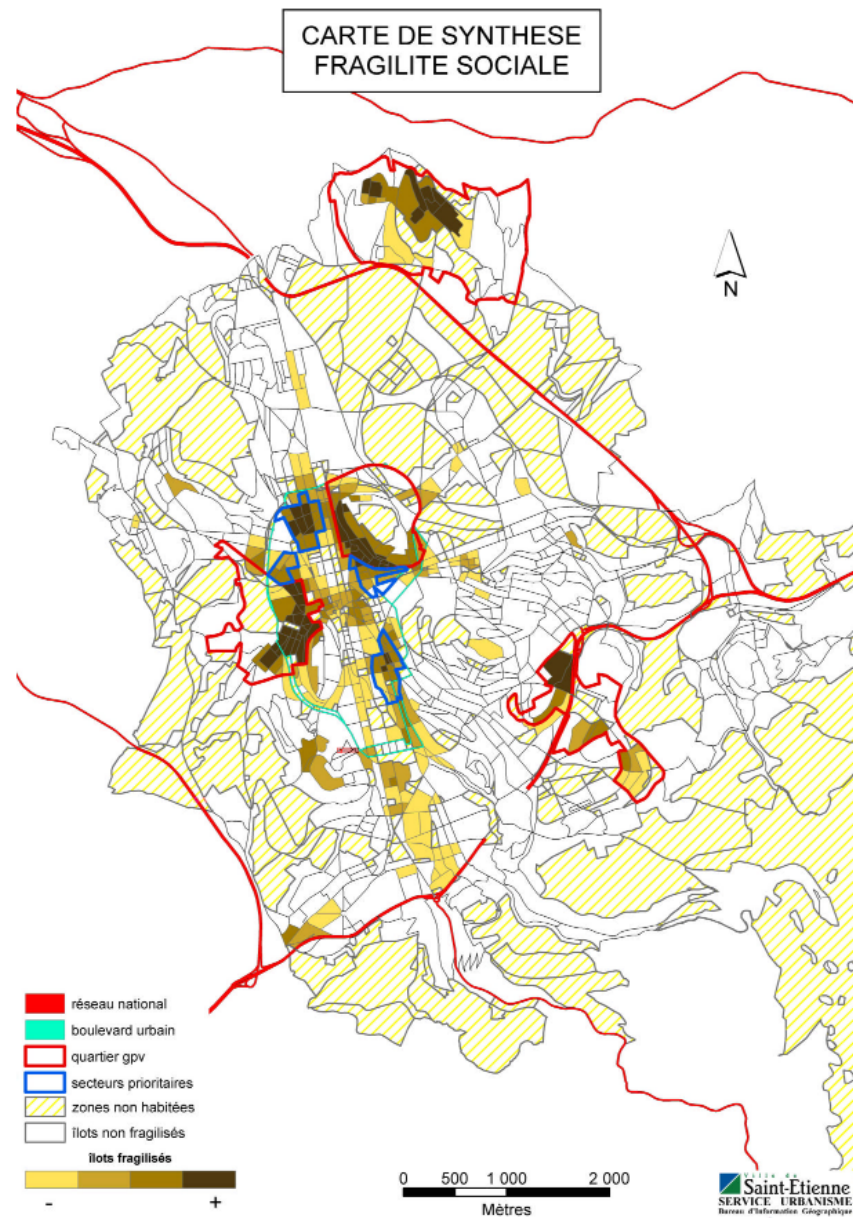 CARTE DE SYNTHESE
FRAGILITE SOCIALE
N
réseau national
boulevard urbain
quartier gpv
secteurs prioritaires
zones non habitées
îlots non fragilisés
îlots fragilisés
- +
0 500 1 000 2 000
Mètres
Ville de
Saint-Etienne
SERVICE URBANISME
Bureau d'Information Géographique